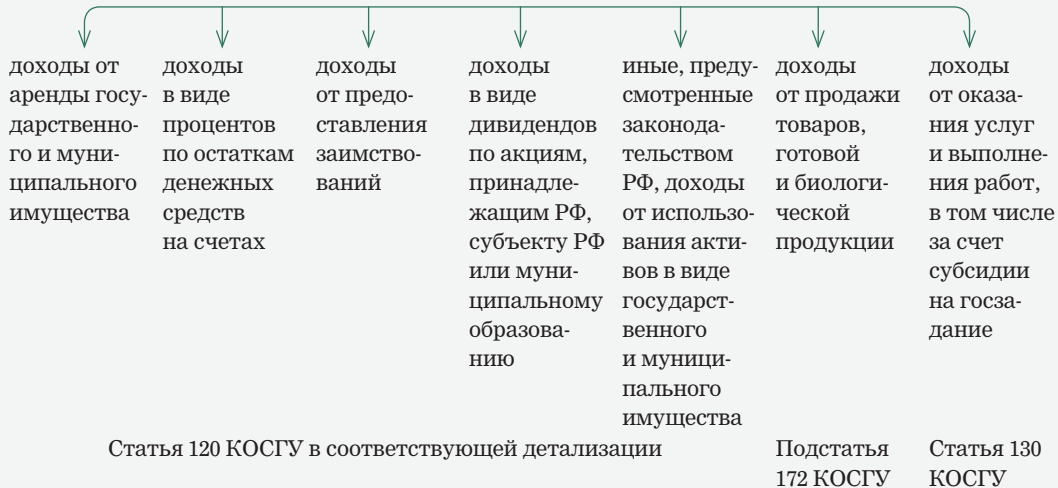 доходы от
аренды госу-
дарственно-
го и муни-
ципального
имущества
доходы
в виде
процентов
по остаткам
денежных
средств
на счетах
доходы
от предо-
ставления
заимство-
ваний
доходы
в виде
дивидендов
по акциям,
принадле-
жащим РФ,
субъекту РФ
или муни-
ципальному
образова-
нию
иные, преду-
смотренные
законода-
тельством
РФ, доходы
от использо-
вания акти-
вов в виде
государст-
венного
и муници-
пального
имущества
доходы
от продажи
товаров,
готовой
и биологи-
ческой
продукции
доходы
от оказа-
ния услуг
и выполне-
ния работ,
в том числе
за счет
субсидии
на госза-
дание
Статья 120 КОСГУ в соответствующей детализации
Подстатья
172 КОСГУ
Статья 130
КОСГУ